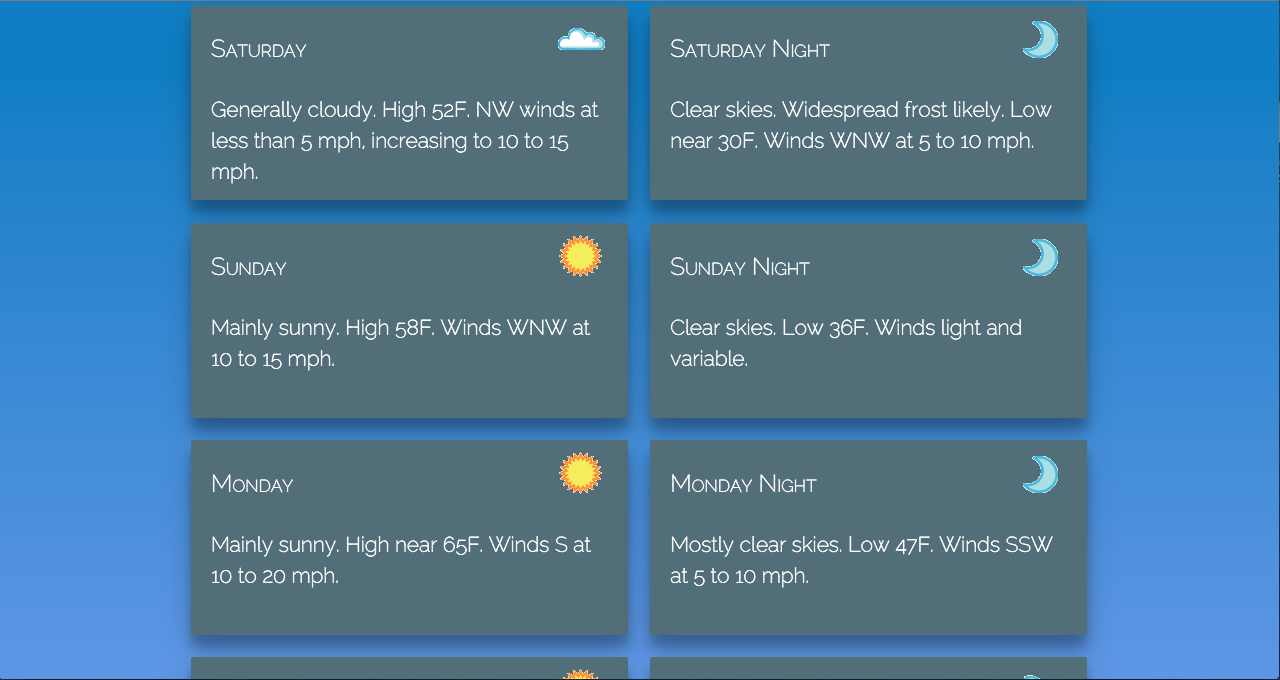 Saturday
Generally cloudy. High 52F. NW winds at
less than 5 mph, increasing to 10 to 15
mph.
Saturday Night
Clear skies. Widespread frost likely. Low
near 30F. Winds WNW at 5 to 10 mph.
Sunday
Mainly sunny. High 58F. Winds WNW at
10 to 15 mph.
Sunday Night
Clear skies. Low 36F. Winds light and
variable.
Monday
Mainly sunny. High near 65F. Winds S at
10 to 20 mph.
Monday Night
Mostly clear skies. Low 47F. Winds SSW
at 5 to 10 mph.